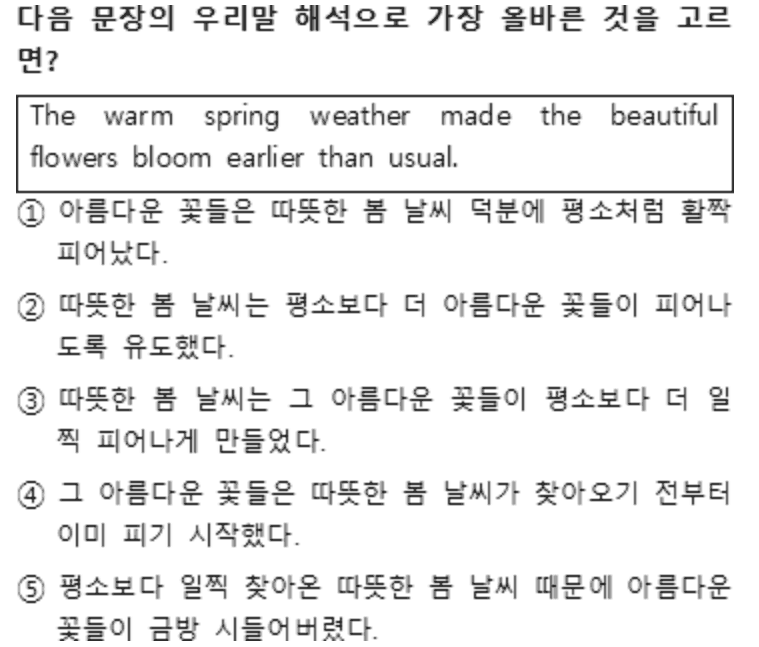 다음 문장의 우리말 해석으로 가장 올바른 것을 고르
면?
The warm spring weather made the beautiful
flowers bloom earlier than usual.
① 아름다운 꽃들은 따뜻한 봄 날씨 덕분에 평소처럼 활짝
피어났다.
② 따뜻한 봄 날씨는 평소보다 더 아름다운 꽃들이 피어나
도록 유도했다.
③ 따뜻한 봄 날씨는 그 아름다운 꽃들이 평소보다 더 일
찍 피어나게 만들었다.
④ 그 아름다운 꽃들은 따뜻한 봄 날씨가 찾아오기 전부터
이미 피기 시작했다.
⑤ 평소보다 일찍 찾아온 따뜻한 봄 날씨 때문에 아름다운
꽃들이 금방 시들어버렸다.